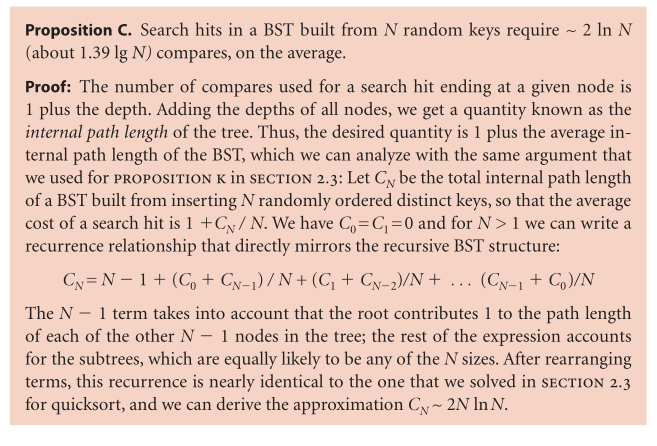 Proposition C. Search hits in a BST built from N random keys require ~ 2 ln N
(about 1.39 lg N) compares, on the average.
Proof: The number of compares used for a search hit ending at a given node is
1 plus the depth. Adding the depths of all nodes, we get a quantity known as the
internal path length of the tree. Thus, the desired quantity is 1 plus the average in-
ternal path length of the BST, which we can analyze with the same argument that
we used for PROPOSITION K in SECTION 2.3: Let C_N be the total internal path length
of a BST built from inserting N randomly ordered distinct keys, so that the average
cost of a search hit is 1 + C_N / N. We have C_0 = C_1 = 0 and for N > 1 we can write a
recurrence relationship that directly mirrors the recursive BST structure:
C_N = N − 1 + (C_0 + C_{N−1}) / N + (C_1 + C_{N−2})/N + . . . (C_{N−1} + C_0)/N
The N − 1 term takes into account that the root contributes 1 to the path length
of each of the other N − 1 nodes in the tree; the rest of the expression accounts
for the subtrees, which are equally likely to be any of the N sizes. After rearranging
terms, this recurrence is nearly identical to the one that we solved in SECTION 2.3
for quicksort, and we can derive the approximation C_N ~ 2N ln N.